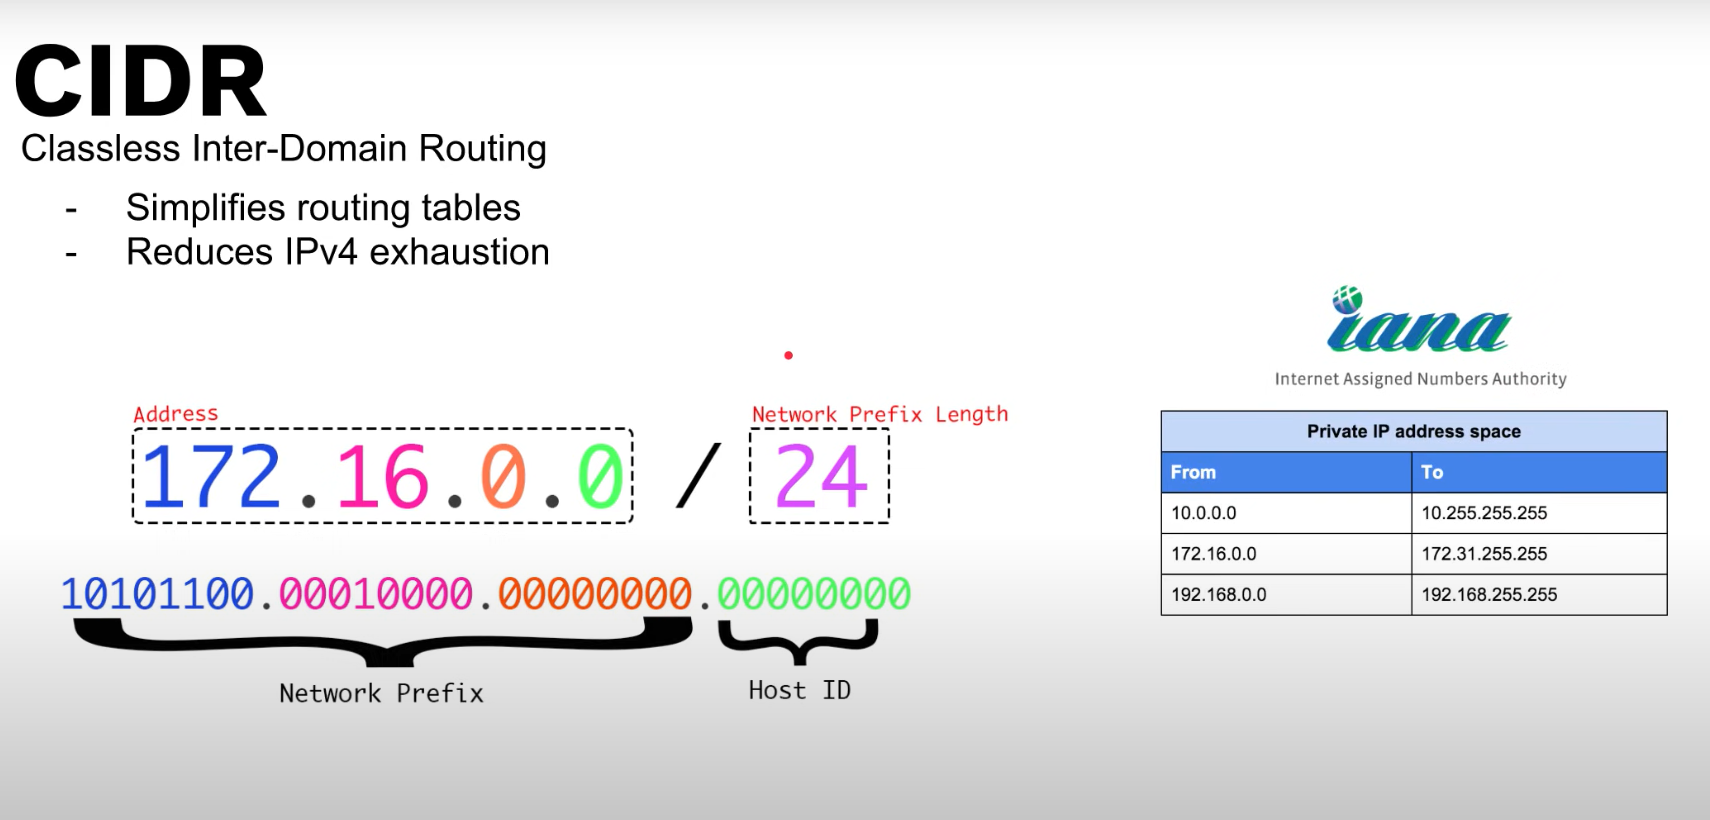 CIDR
Classless Inter-Domain Routing
- Simplifies routing tables
- Reduces IPv4 exhaustion
iana
Internet Assigned Numbers Authority
Address
Network Prefix Length
172.16.0.0 / 24
10101100.00010000.00000000.00000000
Network Prefix
Host ID
Private IP address space
From To
10.0.0.0 10.255.255.255
172.16.0.0 172.31.255.255
192.168.0.0 192.168.255.255